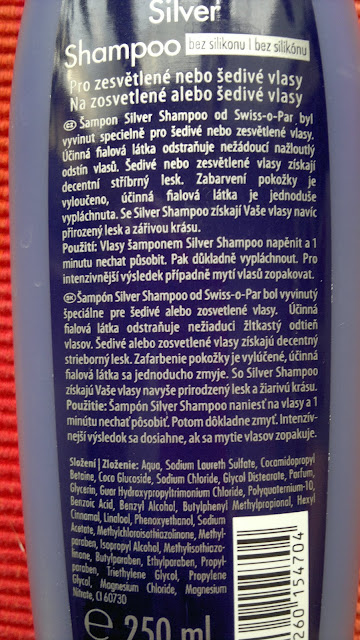 Silver
Shampoo bez silikonu | bez silikónu
Pro zesvětlené nebo šedivé vlasy
Na zosvetlené alebo šedivé vlasy
CZ Šampon Silver Shampoo od Swiss-o-Par byl
vyvinut specielně pro šedivé nebo zesvětlené vlasy.
Účinná fialová látka odstraňuje nežádoucí nažloutlý
odstín vlasů. Šedivé nebo zesvětlené vlasy získají
decentní stříbrný lesk. Zabarvení pokožky je
vyloučeno, účinná fialová látka je jednoduše
vypláchnuta. Se Silver Shampoo získají Vaše vlasy navíc
přirozený lesk a zářivou krásu.
Použití: Vlasy šamponem Silver Shampoo napěnit a 1
minutu nechat působit. Pak důkladně vypláchnout. Pro
intenzivnější výsledek případně mytí vlasů zopakovat.
SK Šampón Silver Shampoo od Swiss-o-Par bol vyvinutý
špeciálne pre šedivé alebo zosvetlené vlasy. Účinná
fialová látka odstraňuje nežiaduci žltkastý odtieň
vlasov. Šedivé alebo zosvetlené vlasy získajú decentný
strieborný lesk. Zafarbenie pokožky je vylúčené, účinná
fialová látka sa jednoducho zmyje. So Silver Shampoo
získajú Vaše vlasy navyše prirodzený lesk a žiarivú krásu.
Použitie: Šampón Silver Shampoo naniesť na vlasy a 1
minútu nechať pôsobiť. Potom dôkladne zmyť. Intenzív-
nejší výsledok sa dosiahne, ak sa mytie vlasov zopakuje.
Složení | Zloženie: Aqua, Sodium Laureth Sulfate, Cocamidopropyl
Betaine, Coco Glucoside, Sodium Chloride, Glycol Distearate, Parfum,
Glycerin, Guar Hydroxypropyltrimonium Chloride, Polyquaternium-10,
Benzoic Acid, Benzyl Alcohol, Butylphenyl Methylpropional, Hexyl
Cinnamal, Linalool, Phenoxyethanol, Sodium
Acetate, Methylchloroisothiazolinone, Methyl-
paraben, Isopropyl Alcohol, Methylisothiazo-
linone, Butylparaben, Ethylparaben, Propyl-
paraben, Triethylene Glycol, Propylene
Glycol, Magnesium Chloride, Magnesium
Nitrate, CI 60730
e 250 ml
260 154704